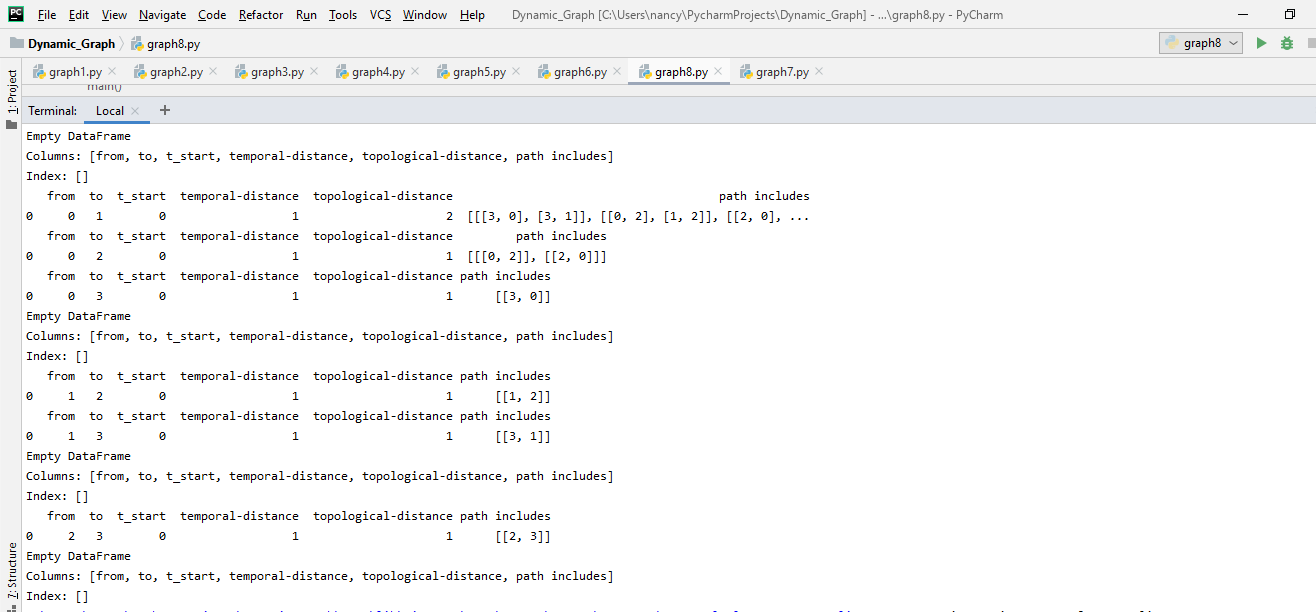 PC File Edit View Navigate Code Refactor Run Tools VCS Window Help Dynamic_Graph [C:\Users\nancy\PycharmProjects\Dynamic_Graph] - ...\graph8.py - PyCharm
Dynamic_Graph graph8.py graph8
graph1.py graph2.py graph3.py graph4.py graph5.py graph6.py graph8.py graph7.py
1: Project
main()
Terminal: Local +
Empty DataFrame
Columns: [from, to, t_start, temporal-distance, topological-distance, path includes]
Index: []
from to t_start temporal-distance topological-distance path includes
0 0 1 0 1 2 [[[3, 0], [3, 1]], [[0, 2], [1, 2]], [[2, 0], ...
from to t_start temporal-distance topological-distance path includes
0 0 2 0 1 1 [[[0, 2]], [[2, 0]]]
from to t_start temporal-distance topological-distance path includes
0 0 3 0 1 1 [[3, 0]]
Empty DataFrame
Columns: [from, to, t_start, temporal-distance, topological-distance, path includes]
Index: []
from to t_start temporal-distance topological-distance path includes
0 1 2 0 1 1 [[1, 2]]
from to t_start temporal-distance topological-distance path includes
0 1 3 0 1 1 [[3, 1]]
Empty DataFrame
Columns: [from, to, t_start, temporal-distance, topological-distance, path includes]
Index: []
from to t_start temporal-distance topological-distance path includes
0 2 3 0 1 1 [[2, 3]]
Empty DataFrame
Columns: [from, to, t_start, temporal-distance, topological-distance, path includes]
Index: []
7: Structure